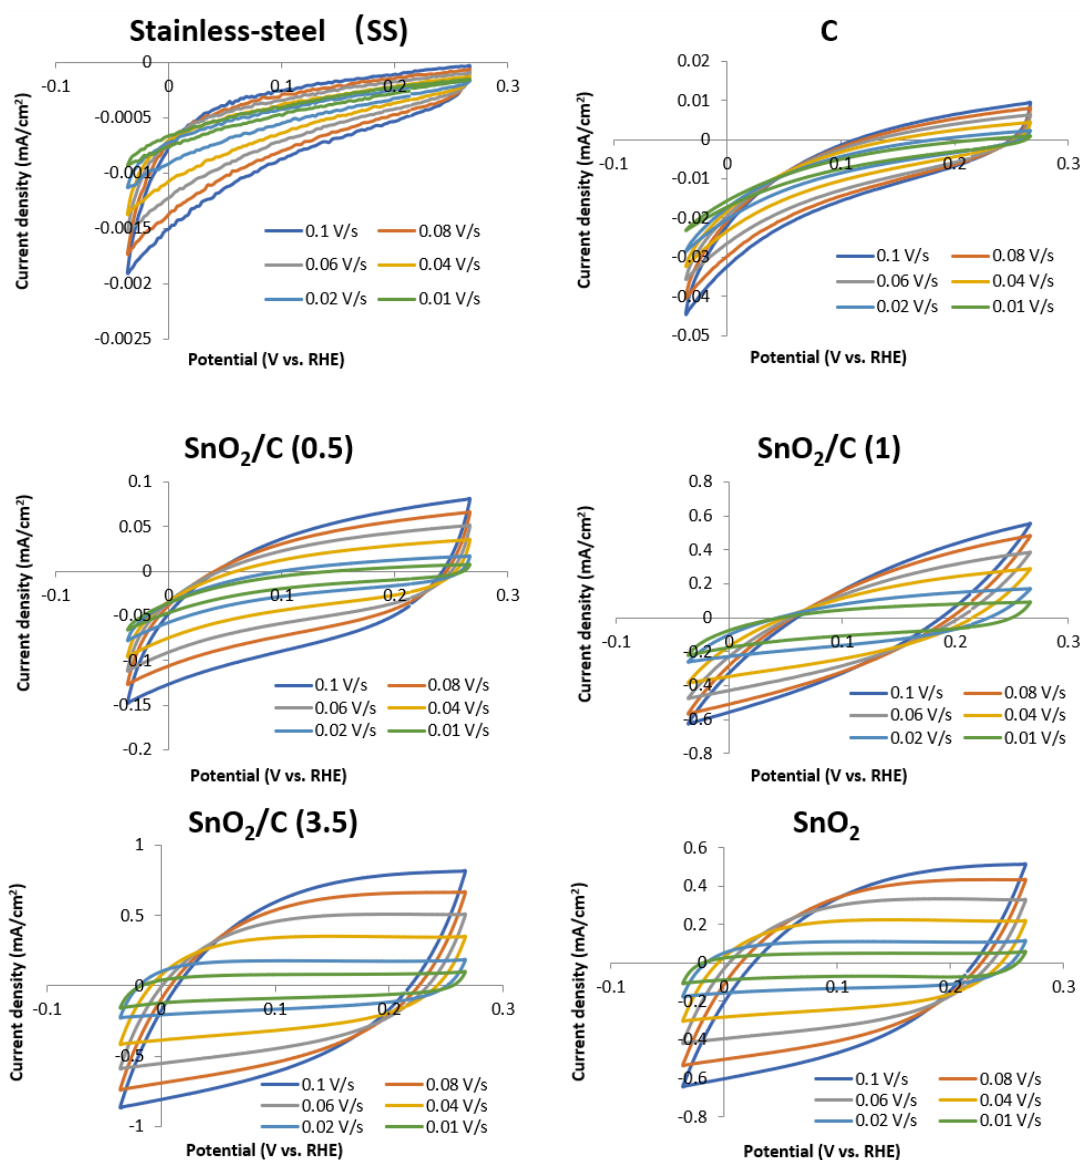 Stainless-steel (SS)
0
-0.1
0
0.1
0.2
0.3
-0.0005
-0.001
-0.0015
-0.002
-0.0025
Current density (mA/cm²)
0.1 V/s
0.08 V/s
0.06 V/s
0.04 V/s
0.02 V/s
0.01 V/s
Potential (V vs. RHE)
C
0.02
0.01
0
-0.01
-0.02
-0.03
-0.04
-0.05
-0.1
0
0.1
0.2
0.3
Current density (mA/cm²)
0.1 V/s
0.08 V/s
0.06 V/s
0.04 V/s
0.02 V/s
0.01 V/s
Potential (V vs. RHE)
SnO₂/C (0.5)
0.1
0.05
0
-0.05
-0.1
-0.15
-0.2
-0.1
0
0.1
0.2
0.3
Current density (mA/cm²)
0.1 V/s
0.08 V/s
0.06 V/s
0.04 V/s
0.02 V/s
0.01 V/s
Potential (V vs. RHE)
SnO₂/C (1)
0.8
0.6
0.4
0.2
0
-0.2
-0.4
-0.6
-0.8
-0.1
0
0.1
0.2
0.3
Current density (mA/cm²)
0.1 V/s
0.08 V/s
0.06 V/s
0.04 V/s
0.02 V/s
0.01 V/s
Potential (V vs. RHE)
SnO₂/C (3.5)
1
0.5
0
-0.5
-1
-0.1
0
0.1
0.2
0.3
Current density (mA/cm²)
0.1 V/s
0.08 V/s
0.06 V/s
0.04 V/s
0.02 V/s
0.01 V/s
Potential (V vs. RHE)
SnO₂
0.6
0.4
0.2
0
-0.2
-0.4
-0.6
-0.8
-0.1
0
0.1
0.2
0.3
Current density (mA/cm²)
0.1 V/s
0.08 V/s
0.06 V/s
0.04 V/s
0.02 V/s
0.01 V/s
Potential (V vs. RHE)